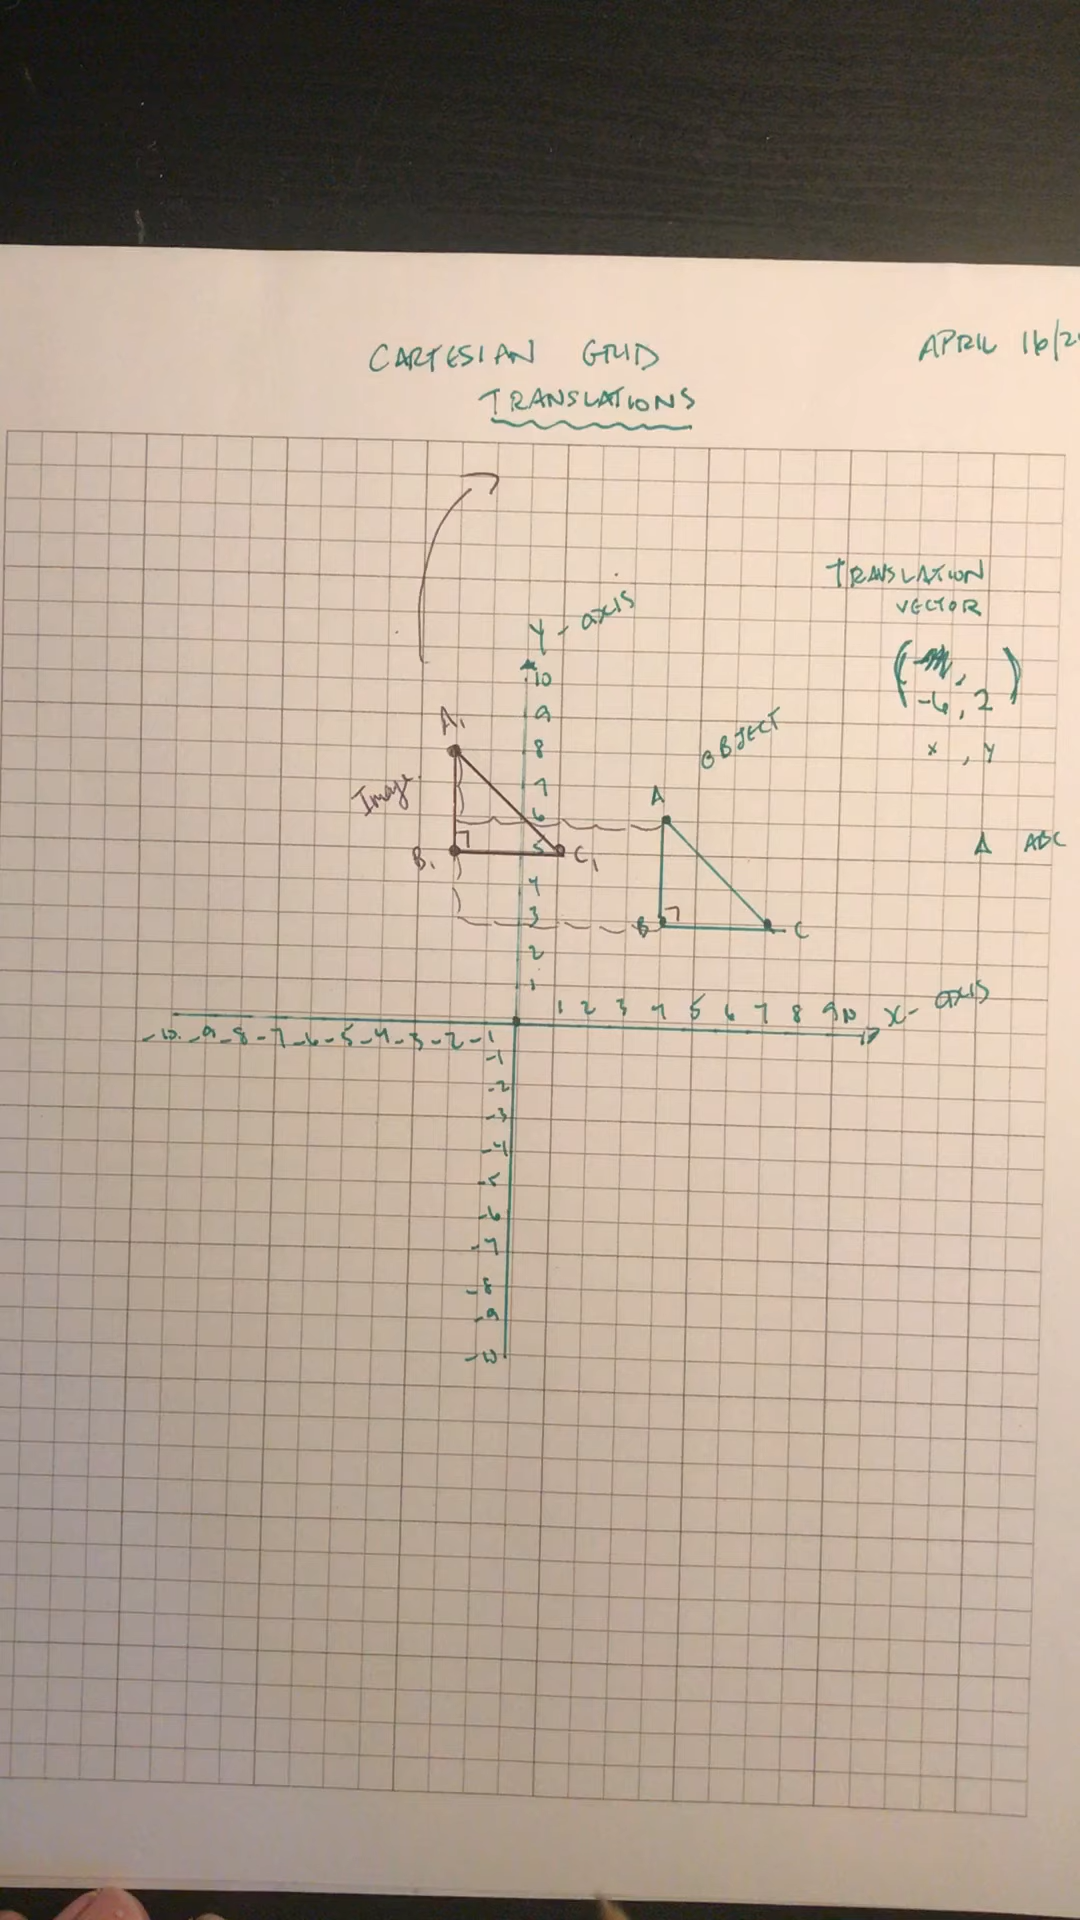 CARTESIAN GRID
APRIL 16/2
TRANSLATIONS
TRANSLATION
VECTOR
( , )
-6, 2
x , y
Y-axis
10
9
8
7
6
5
4
3
2
1
A1
Image
B1
C1
OBJECT
A
B
C
Δ ABC
1 2 3 4 5 6 7 8 9 10 X-axis
-10 -9 -8 -7 -6 -5 -4 -3 -2 -1
-1
-2
-3
-4
-5
-6
-7
-8
-9
-10